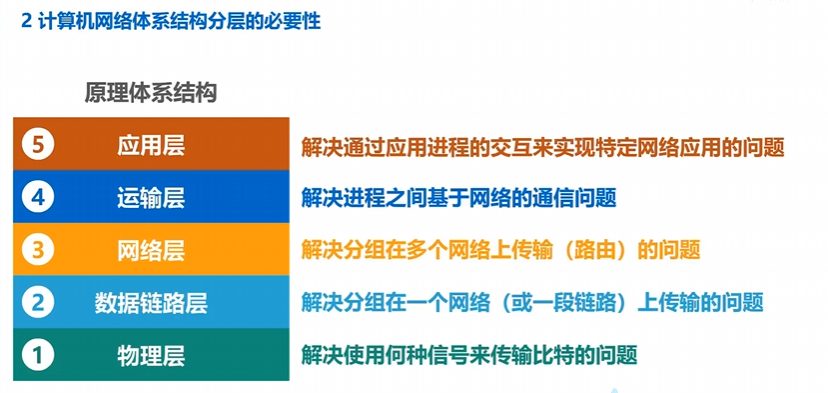 2 计算机网络体系结构分层的必要性
原理体系结构
5 应用层 解决通过应用进程的交互来实现特定网络应用的问题
4 运输层 解决进程之间基于网络的通信问题
3 网络层 解决分组在多个网络上传输（路由）的问题
2 数据链路层 解决分组在一个网络（或一段链路）上传输的问题
1 物理层 解决使用何种信号来传输比特的问题